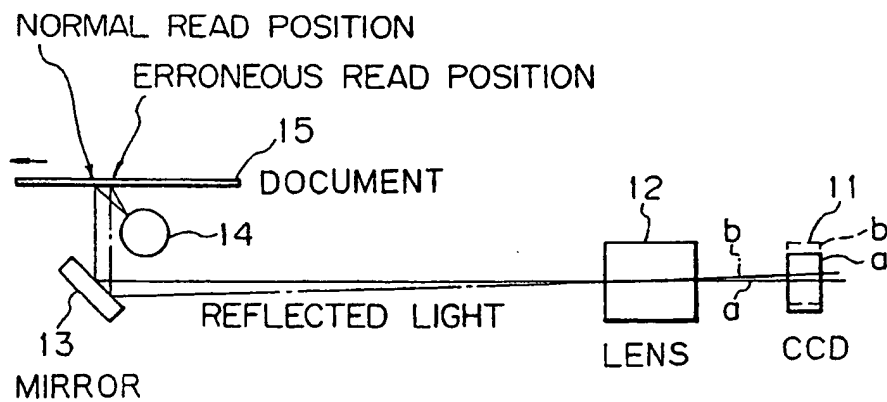 NORMAL READ POSITION
ERRONEOUS READ POSITION
15
DOCUMENT
14
12
11
b
b
a
a
13
REFLECTED LIGHT
LENS
CCD
MIRROR